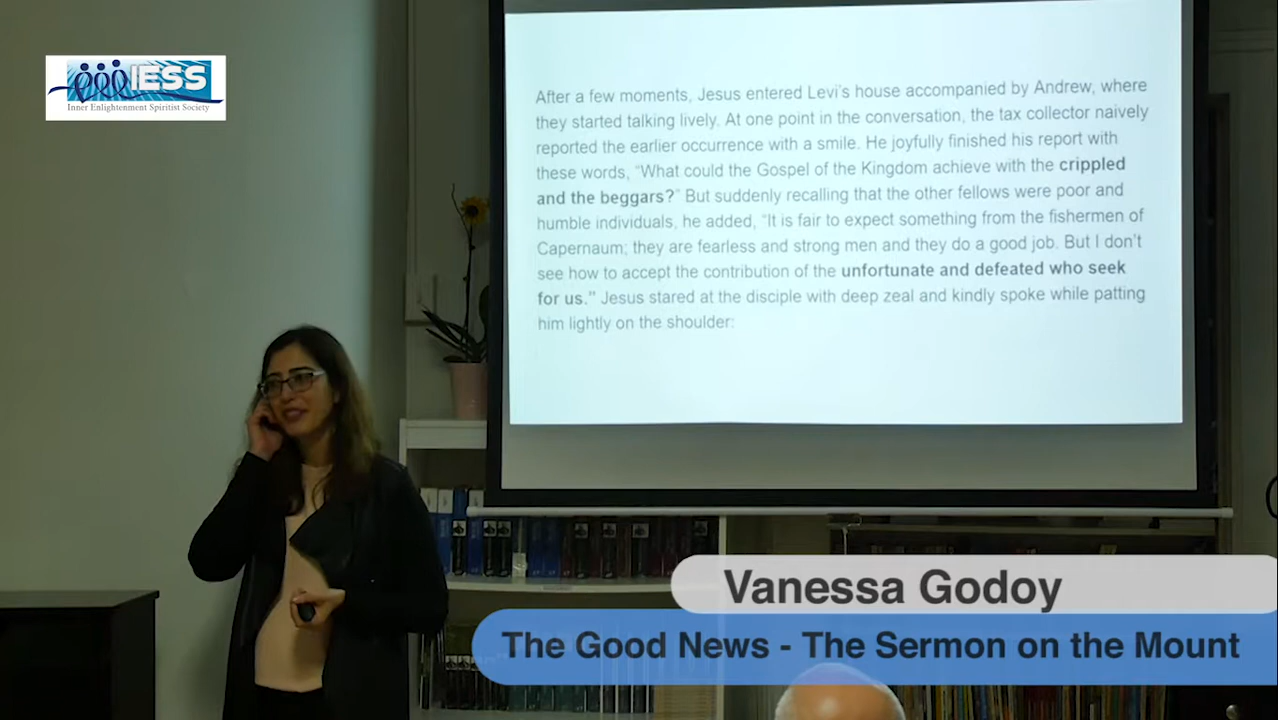 IESS
Inner Enlightenment Spiritist Society
After a few moments, Jesus entered Levi's house accompanied by Andrew, where
they started talking lively. At one point in the conversation, the tax collector naively
reported the earlier occurrence with a smile. He joyfully finished his report with
these words, “What could the Gospel of the Kingdom achieve with the crippled
and the beggars?” But suddenly recalling that the other fellows were poor and
humble individuals, he added, “It is fair to expect something from the fishermen of
Capernaum; they are fearless and strong men and they do a good job. But I don't
see how to accept the contribution of the unfortunate and defeated who seek
for us.” Jesus stared at the disciple with deep zeal and kindly spoke while patting
him lightly on the shoulder:
Vanessa Godoy
The Good News - The Sermon on the Mount